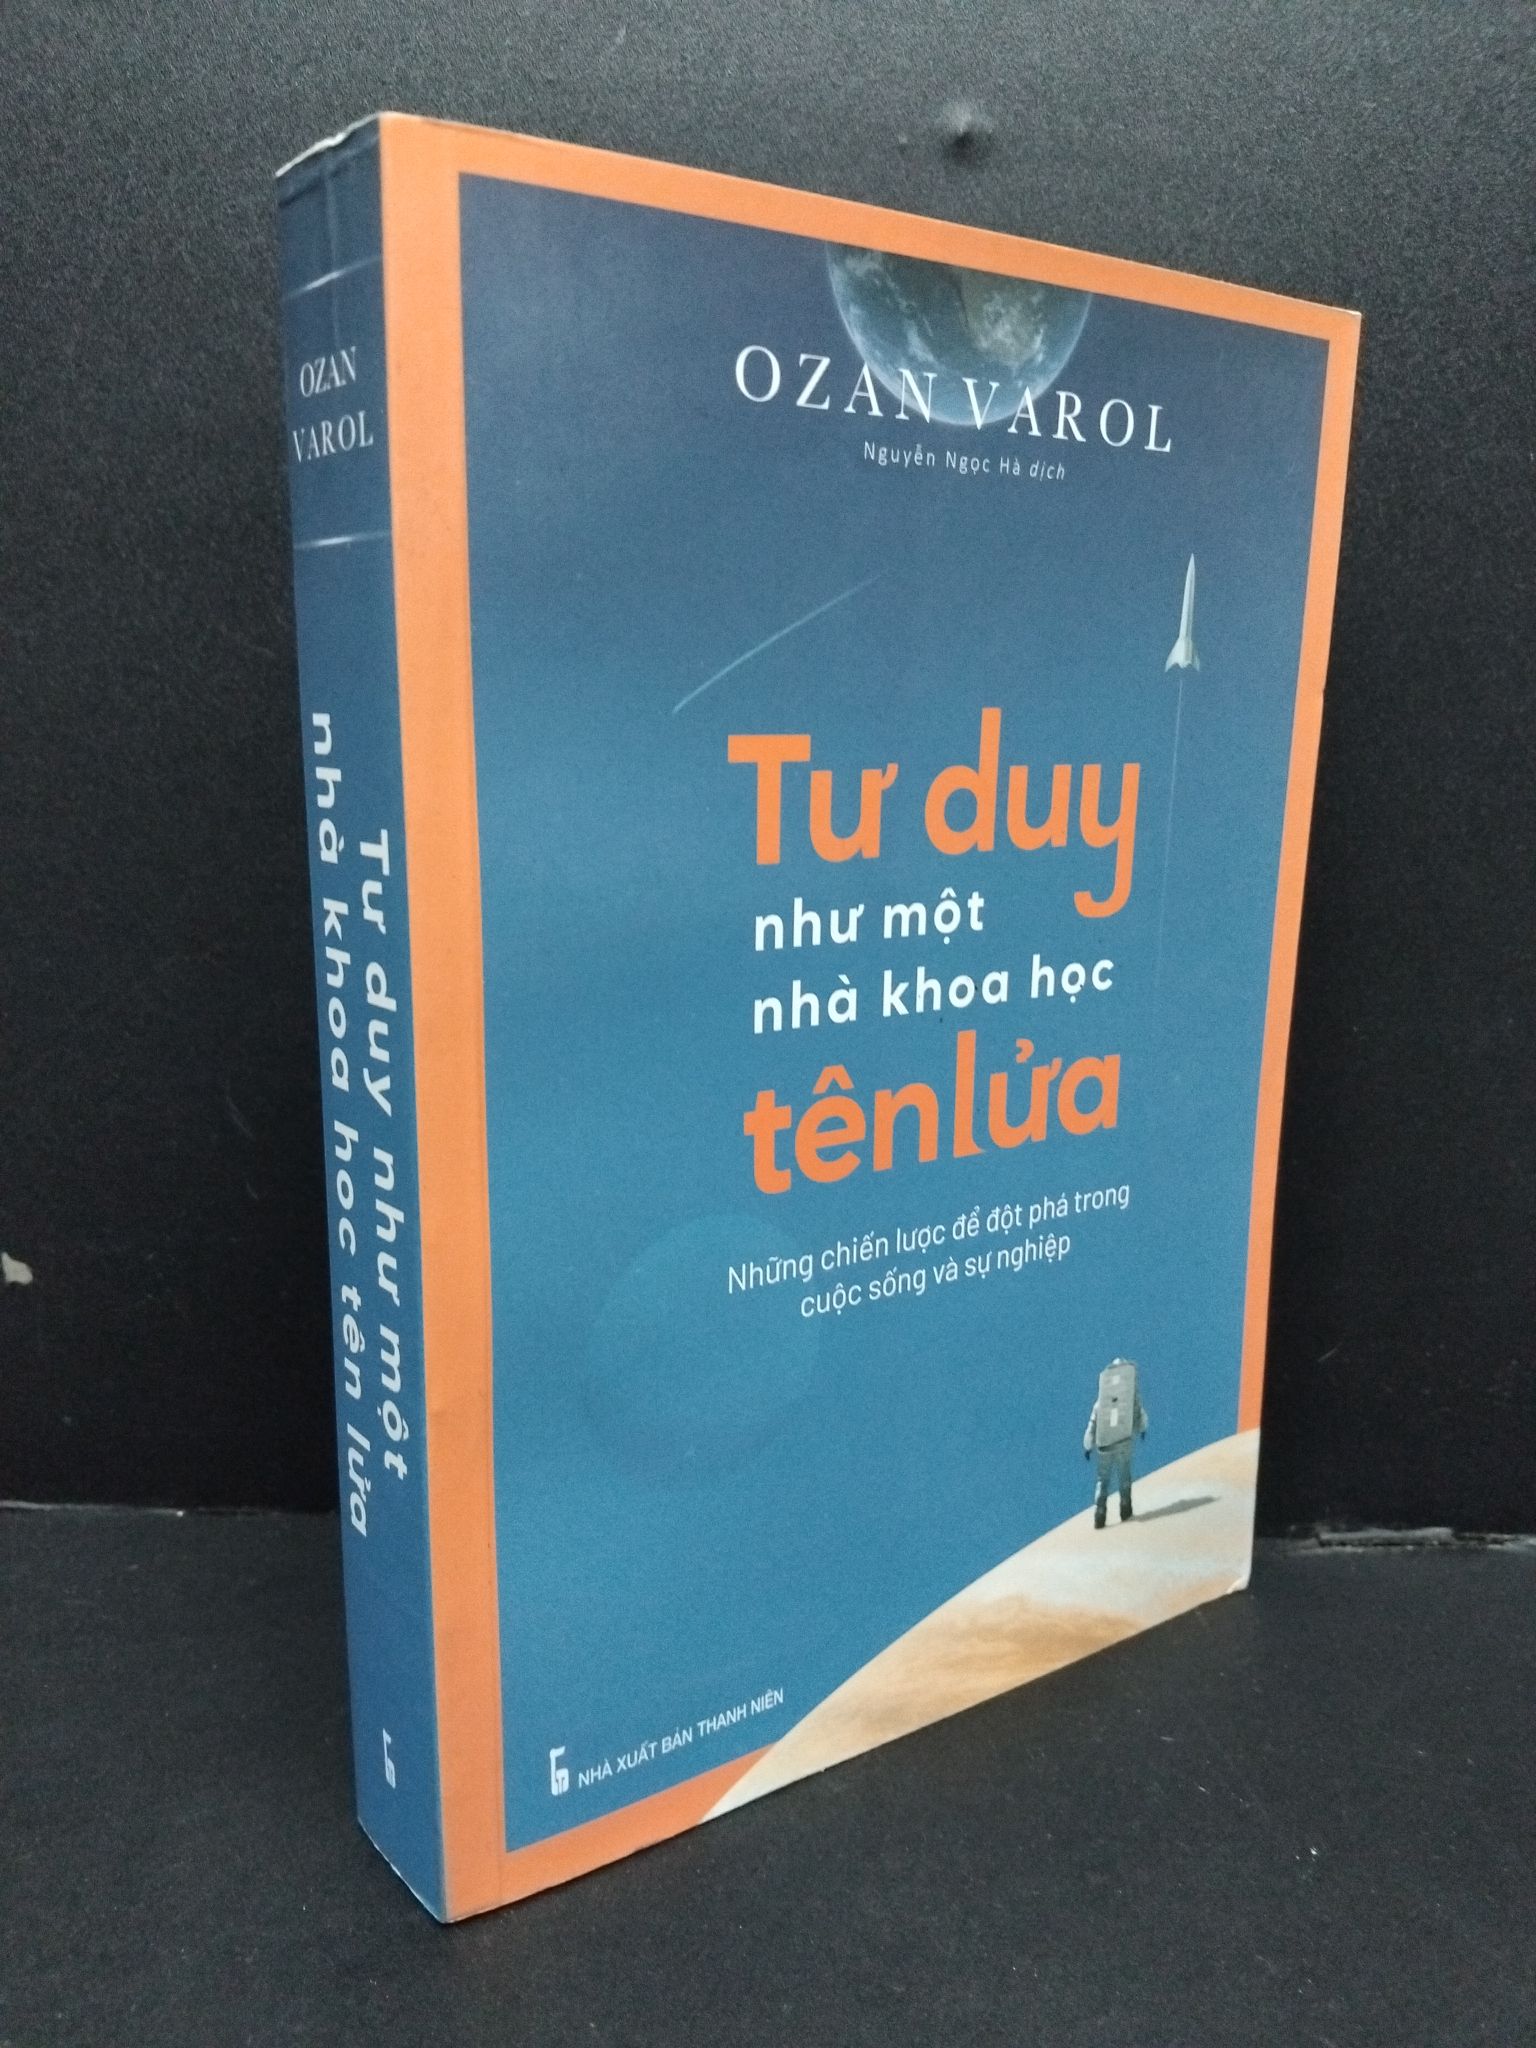 OZAN
VAROL
Tư duy như một
nhà khoa học tên lửa
OZAN VAROL
Nguyễn Ngọc Hà dịch
Tư duy
như một
nhà khoa học
tên lửa
Những chiến lược để đột phá trong
cuộc sống và sự nghiệp
NHÀ XUẤT BẢN THANH NIÊN